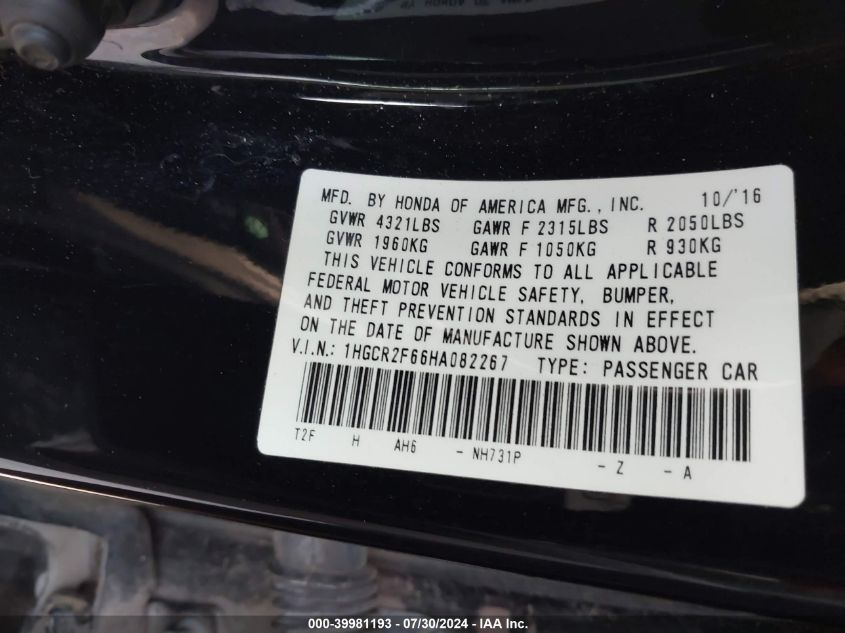 MFD. BY HONDA OF AMERICA MFG., INC. 10/'16
GVWR 4321LBS GAWR F 2315LBS R 2050LBS
GVWR 1960KG GAWR F 1050KG R 930KG
THIS VEHICLE CONFORMS TO ALL APPLICABLE
FEDERAL MOTOR VEHICLE SAFETY, BUMPER,
AND THEFT PREVENTION STANDARDS IN EFFECT
ON THE DATE OF MANUFACTURE SHOWN ABOVE.
V.I.N.: 1HGCR2F66HA082267 TYPE: PASSENGER CAR
T2F H AH6 - NH731P - Z - A
000-39981193 - 07/30/2024 - IAA